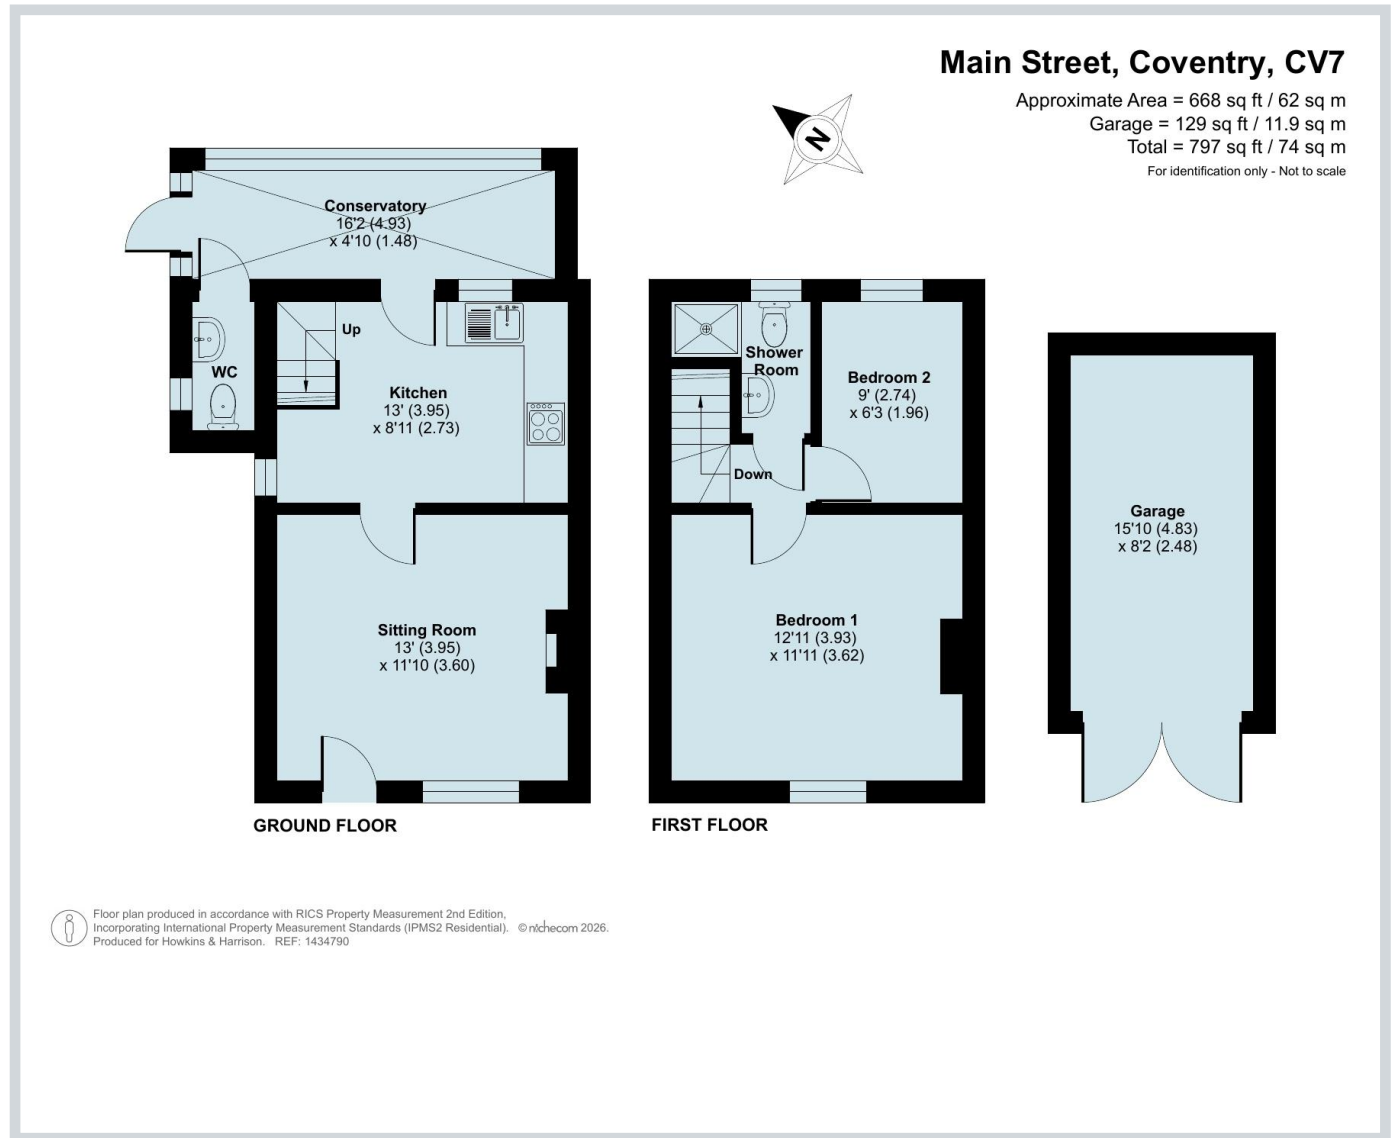 Main Street, Coventry, CV7
Approximate Area = 668 sq ft / 62 sq m
Garage = 129 sq ft / 11.9 sq m
Total = 797 sq ft / 74 sq m
For identification only - Not to scale
N
Conservatory
16'2 (4.93)
x 4'10 (1.48)
Up
WC
Kitchen
13' (3.95)
x 8'11 (2.73)
Sitting Room
13' (3.95)
x 11'10 (3.60)
GROUND FLOOR
Shower
Room
Bedroom 2
9' (2.74)
x 6'3 (1.96)
Down
Bedroom 1
12'11 (3.93)
x 11'11 (3.62)
FIRST FLOOR
Garage
15'10 (4.83)
x 8'2 (2.48)
Floor plan produced in accordance with RICS Property Measurement 2nd Edition,
Incorporating International Property Measurement Standards (IPMS2 Residential). © nichecom 2026.
Produced for Howkins & Harrison. REF: 1434790